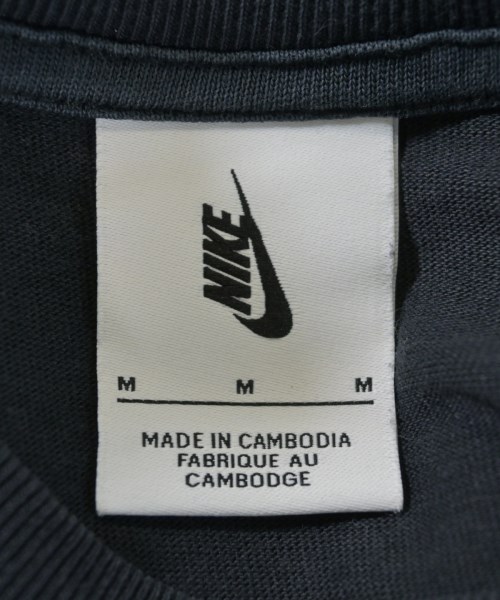 NIKE
M M M
MADE IN CAMBODIA
FABRIQUE AU
CAMBODGE